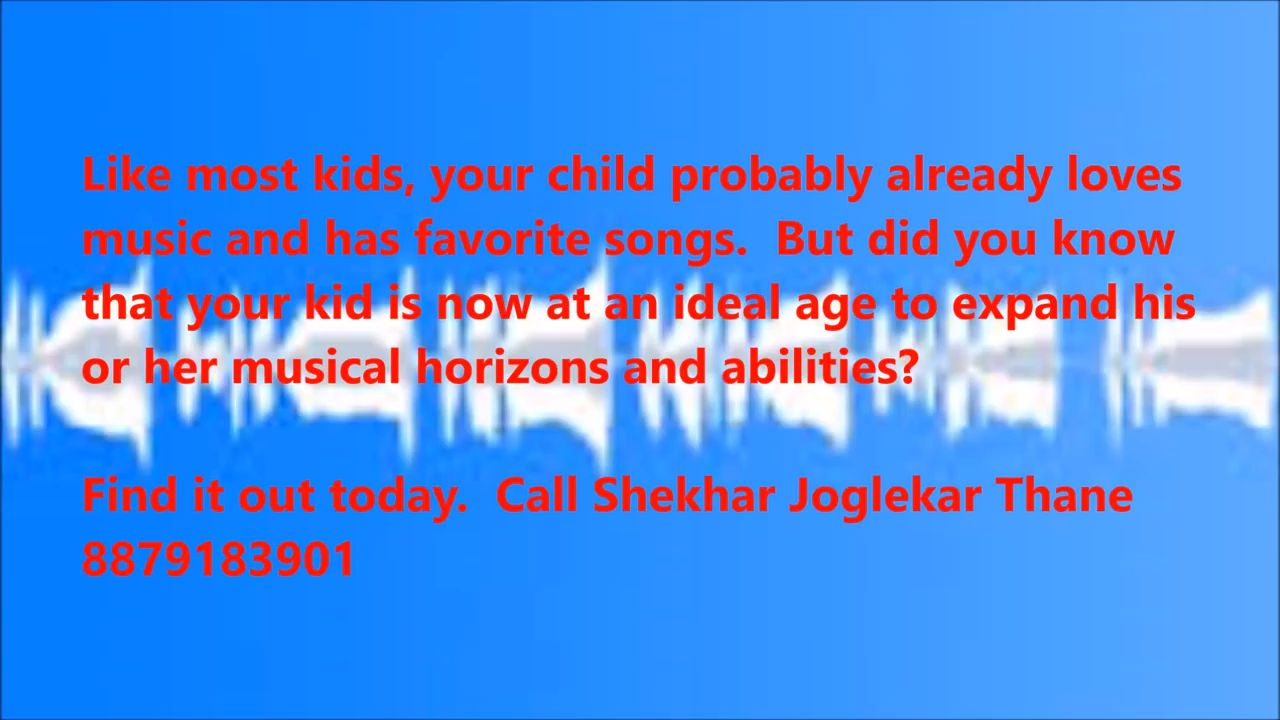 Like most kids, your child probably already loves
music and has favorite songs.  But did you know
that your kid is now at an ideal age to expand his
or her musical horizons and abilities?
Find it out today.  Call Shekhar Joglekar Thane
8879183901